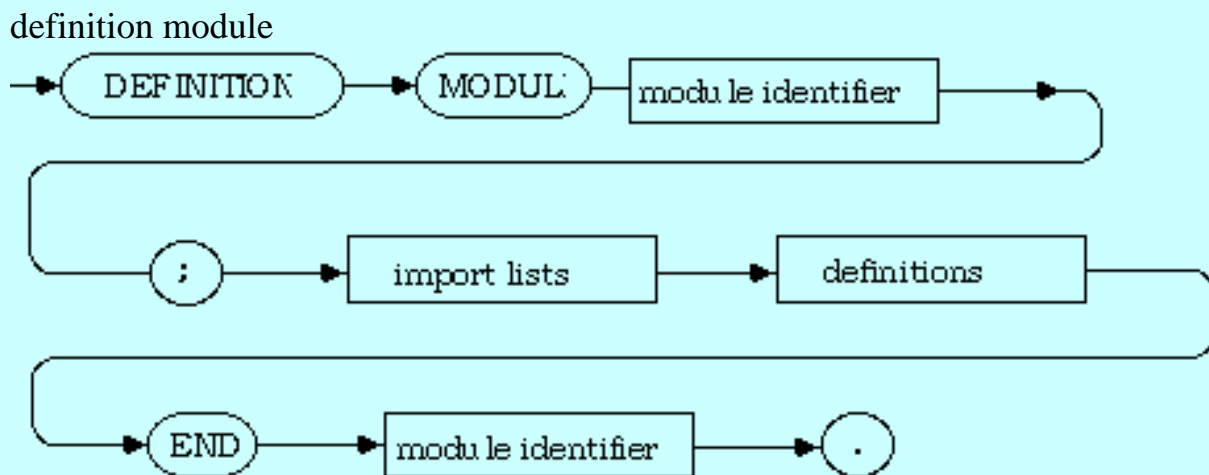 definition module
DEFINITION MODUL module identifier
; import lists definitions
END module identifier .